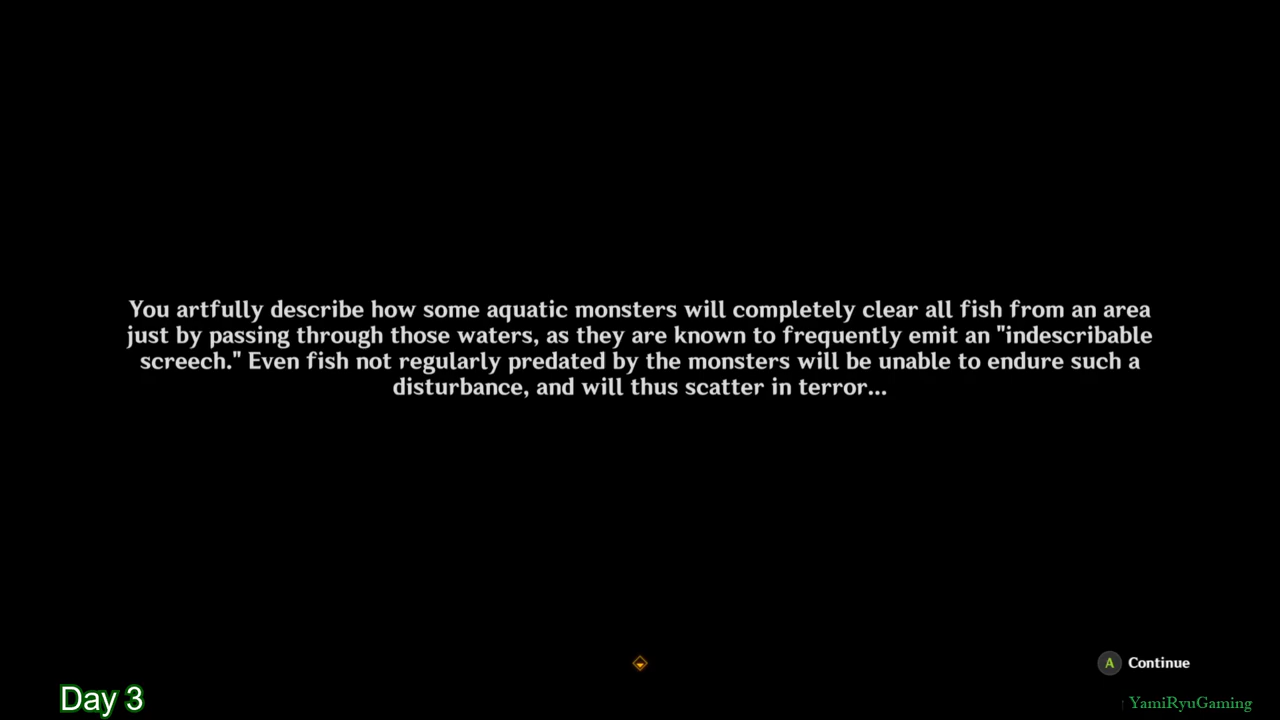 You artfully describe how some aquatic monsters will completely clear all fish from an area
just by passing through those waters, as they are known to frequently emit an "indescribable
screech." Even fish not regularly predated by the monsters will be unable to endure such a
disturbance, and will thus scatter in terror...
A Continue
Day 3
YamiRyuGaming